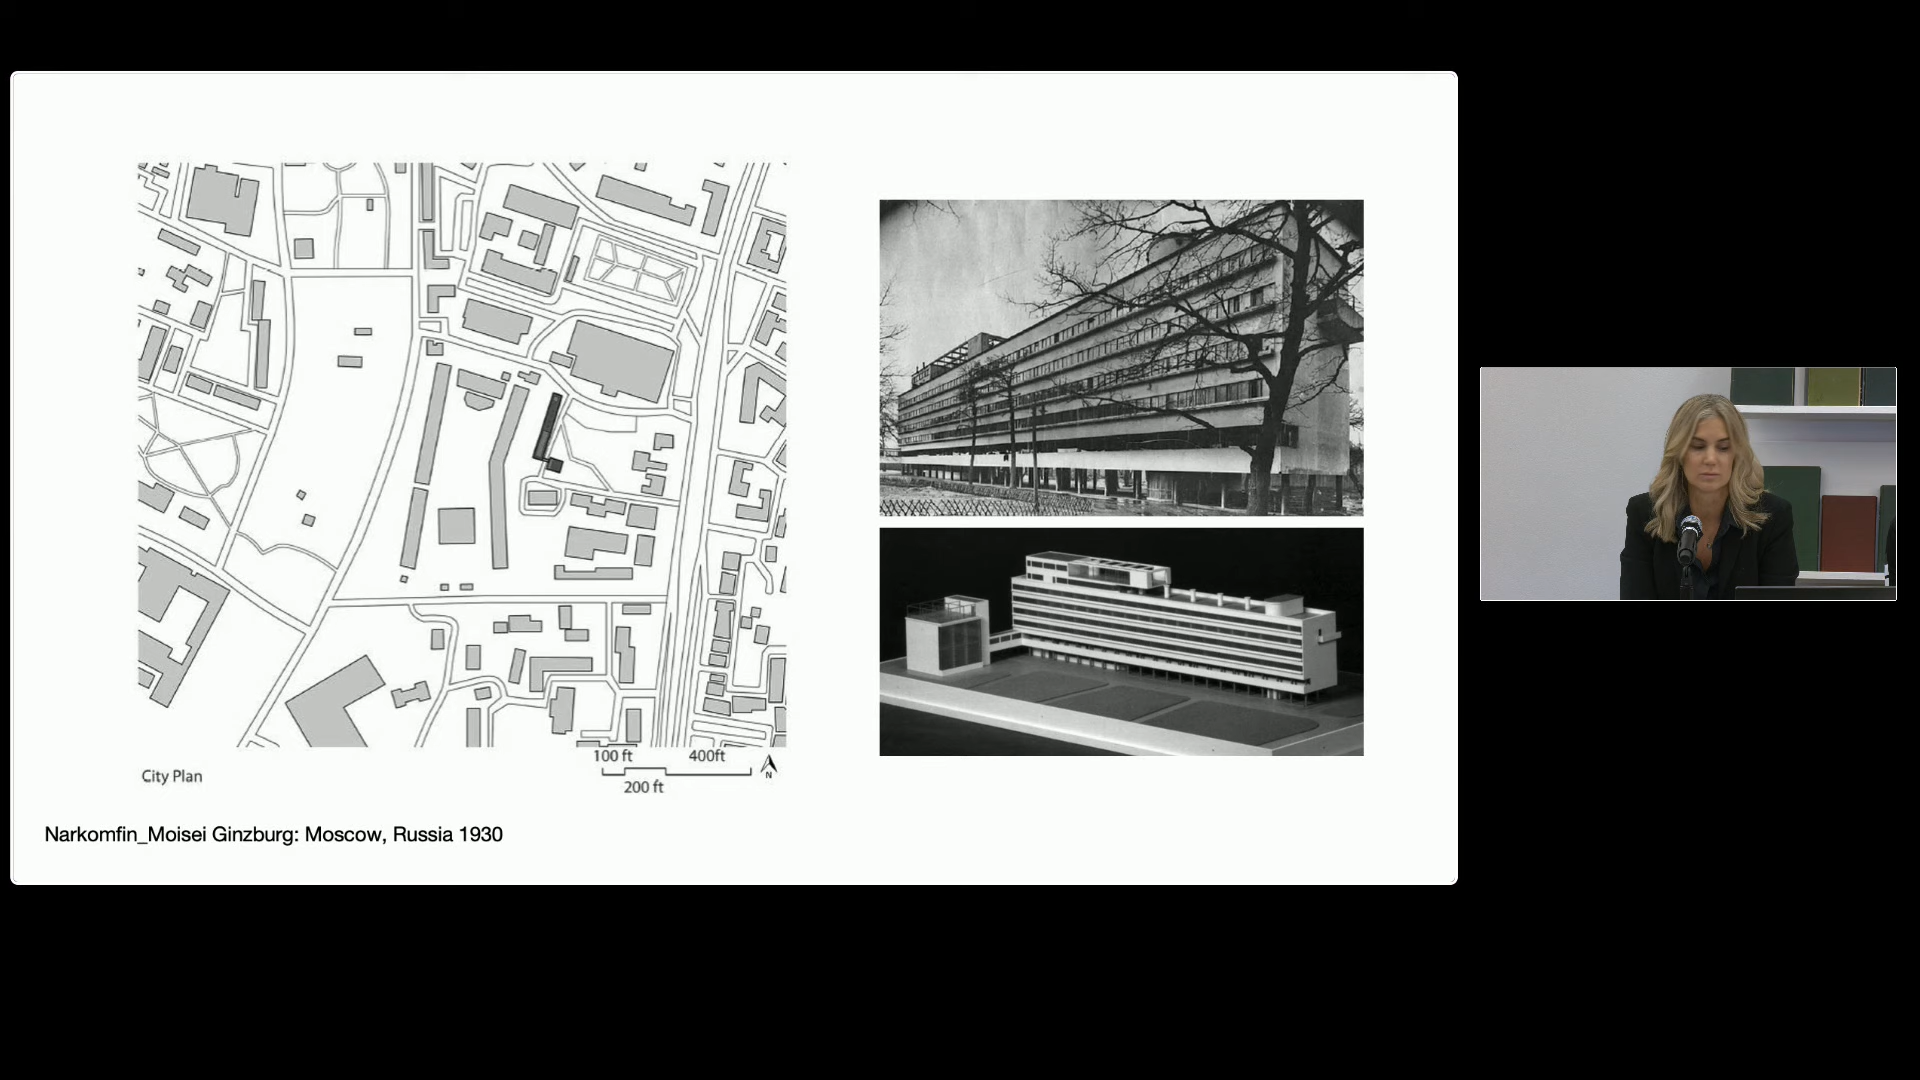 100 ft 400ft
200 ft
N
City Plan
Narkomfin_Moisei Ginzburg: Moscow, Russia 1930